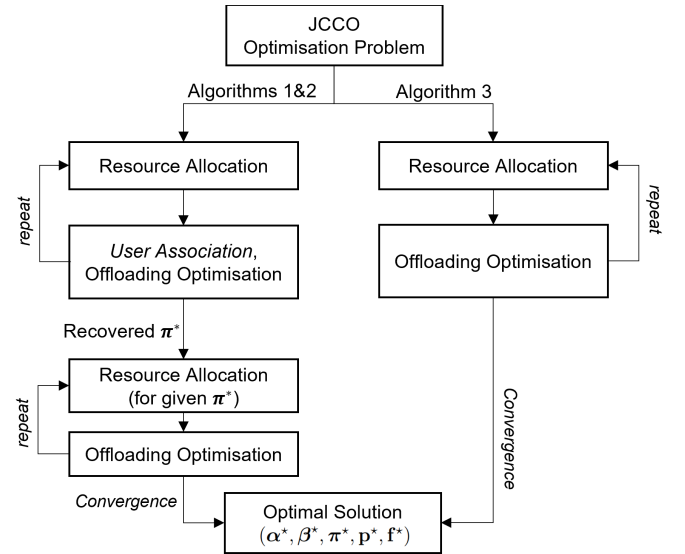 JCCO
Optimisation Problem
Algorithms 1&2
Algorithm 3
Resource Allocation
Resource Allocation
repeat
repeat
User Association,
Offloading Optimisation
Offloading Optimisation
Recovered π*
Resource Allocation
(for given π*)
repeat
Offloading Optimisation
Convergence
Convergence
Optimal Solution
(α⋆, β⋆, π⋆, p⋆, f⋆)